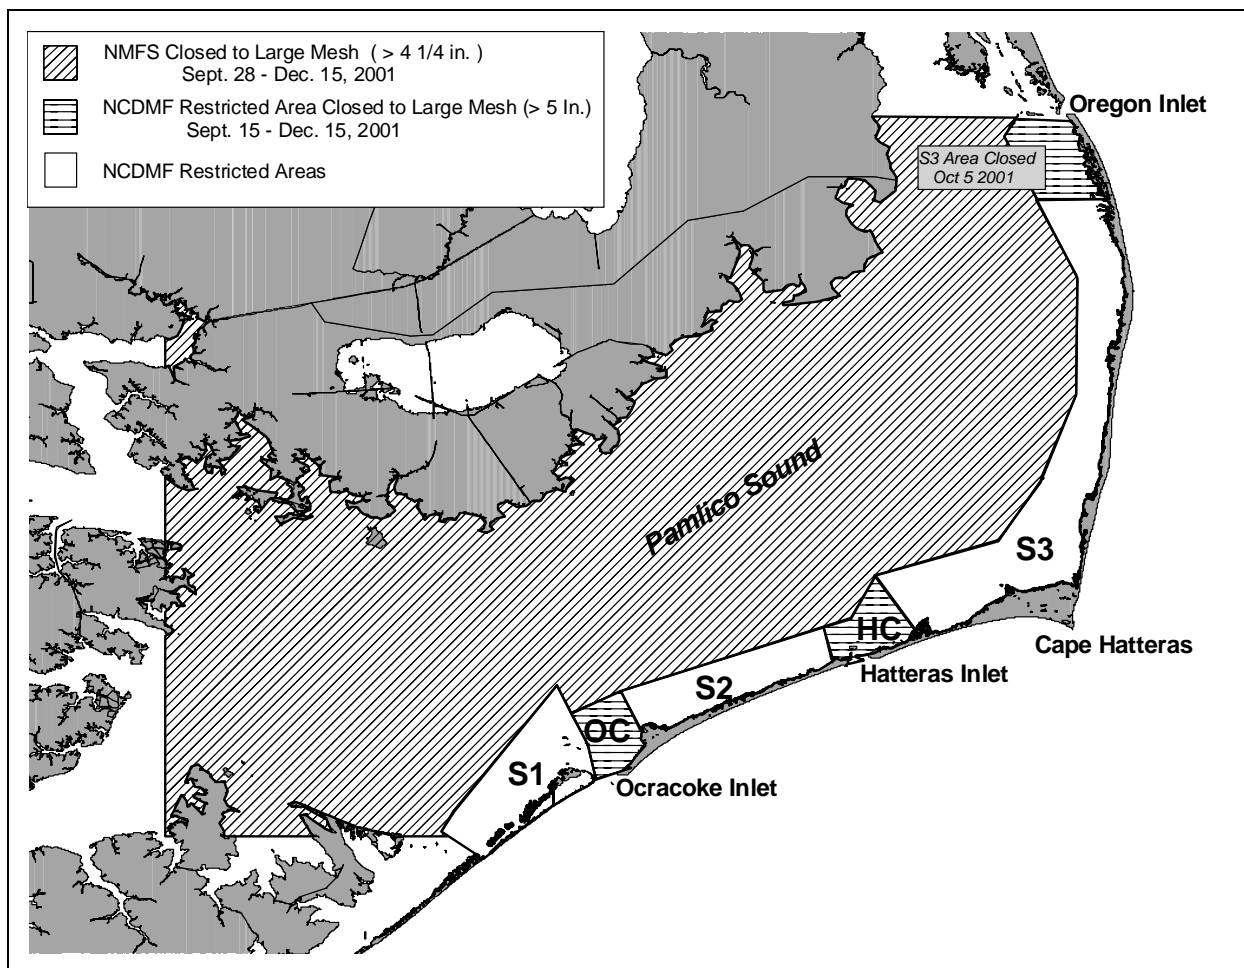 NMFS Closed to Large Mesh ( > 4 1/4 in. )
Sept. 28 - Dec. 15, 2001
NCDMF Restricted Area Closed to Large Mesh (> 5 In.)
Sept. 15 - Dec. 15, 2001
NCDMF Restricted Areas
Oregon Inlet
S3 Area Closed
Oct 5 2001
Pamlico Sound
S3
HC
Cape Hatteras
Hatteras Inlet
S2
OC
S1
Ocracoke Inlet